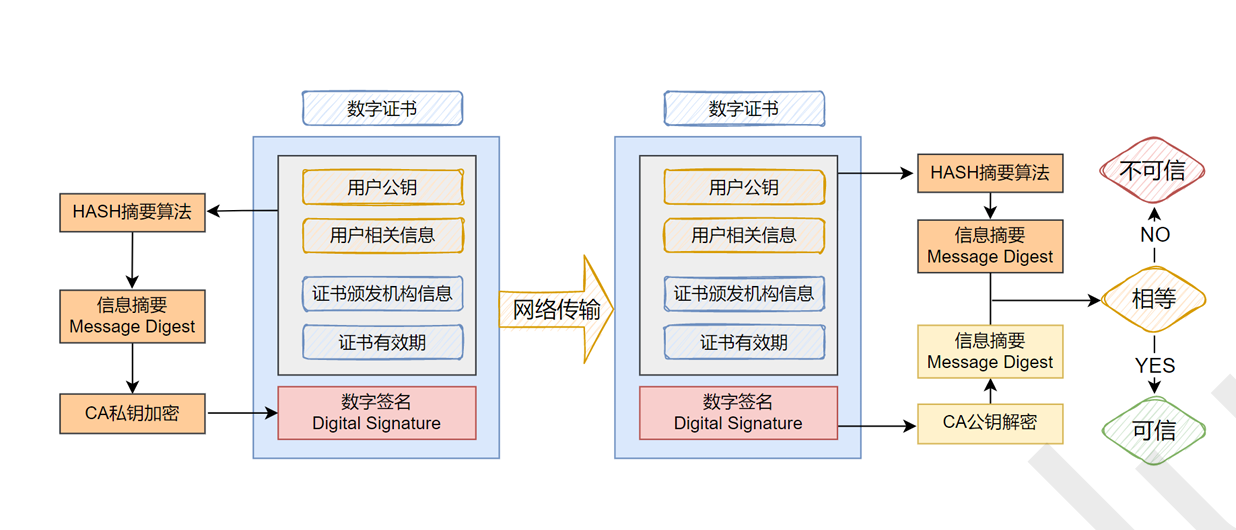 数字证书
用户公钥
用户相关信息
证书颁发机构信息
证书有效期
数字签名
Digital Signature
HASH摘要算法
信息摘要
Message Digest
CA私钥加密
网络传输
数字证书
用户公钥
用户相关信息
证书颁发机构信息
证书有效期
数字签名
Digital Signature
HASH摘要算法
信息摘要
Message Digest
信息摘要
Message Digest
CA公钥解密
不可信
NO
相等
YES
可信